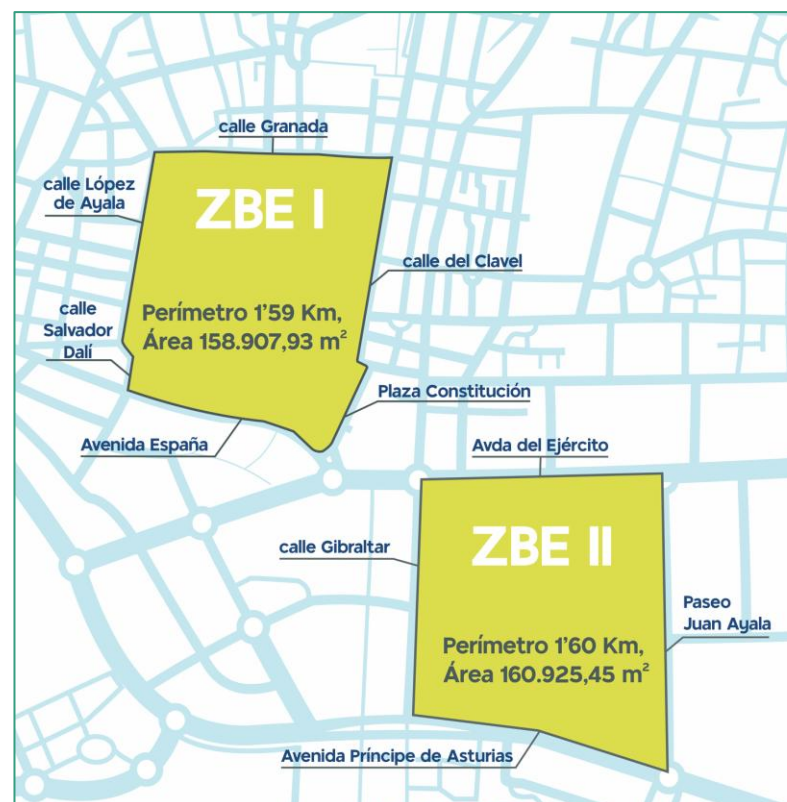 calle Granada
calle López
de Ayala
ZBE I
calle del Clavel
Perímetro 1'59 Km,
Área 158.907,93 m²
calle
Salvador
Dalí
Plaza Constitución
Avenida España
Avda del Ejército
calle Gibraltar
ZBE II
Paseo
Juan Ayala
Perímetro 1'60 Km,
Área 160.925,45 m²
Avenida Príncipe de Asturias